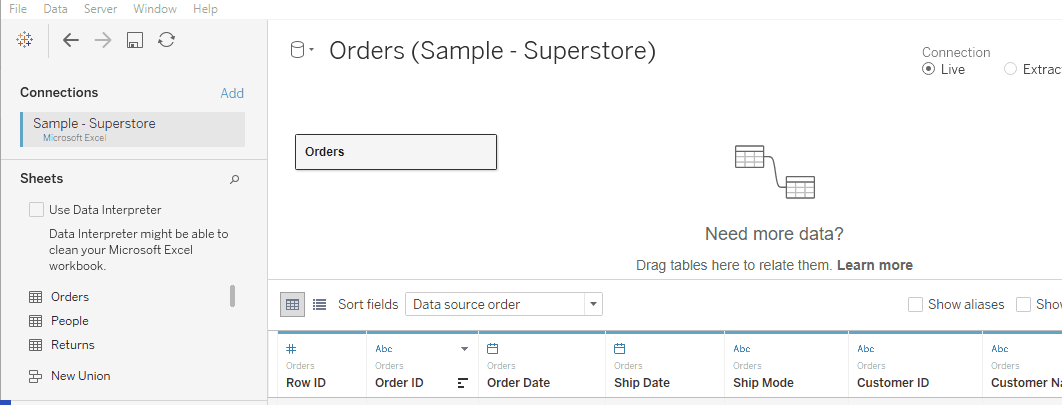 File Data Server Window Help
Connections Add
Sample - Superstore
Microsoft Excel
Sheets
Use Data Interpreter
Data Interpreter might be able to
clean your Microsoft Excel
workbook.
Orders
People
Returns
New Union
Orders (Sample - Superstore)
Connection
Live Extrac
Orders
Need more data?
Drag tables here to relate them. Learn more
Sort fields Data source order Show aliases Show
# Abc Abc Abc Abc
Orders Orders Orders Orders Orders Orders Orders
Row ID Order ID Order Date Ship Date Ship Mode Customer ID Customer Na